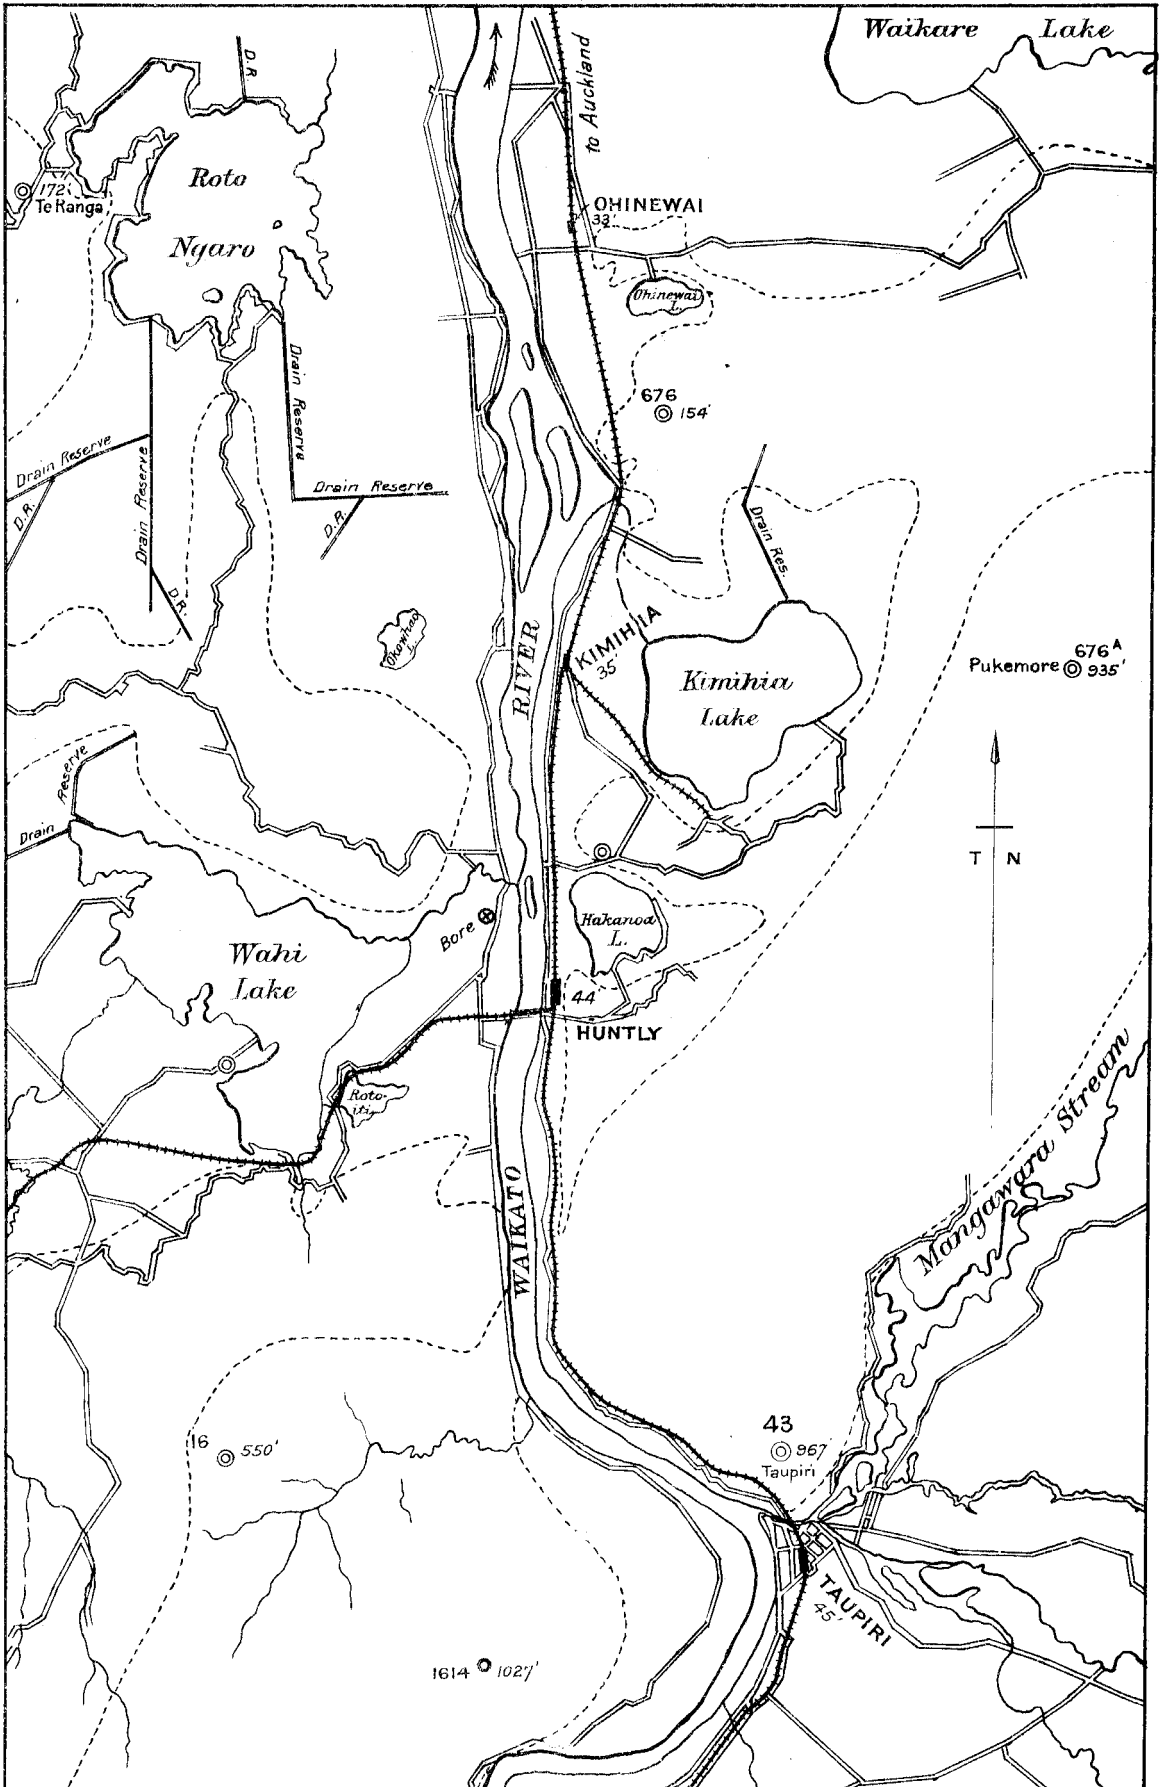 Waikare Lake
D.R.
to Auckland
Roto
Ngaro
172'
Te Ranga
OHINEWAI
33'
Ohinewai
L.
Drain Reserve
676
154'
Drain Reserve
Drain Reserve
Drain Reserve
D.R.
D.R.
D.R.
Drain Res.
Okowhao
L.
RIVER
KIMIHIA
35'
Kimihia
Lake
676A
Pukemore 935'
Drain Reserve
T N
Bore
Hakanoa
L.
Wahi
Lake
44'
HUNTLY
Roto-
iti
Mangawara Stream
WAIKATO
16 550'
43
967'
Taupiri
TAUPIRI
45'
1614 1027'